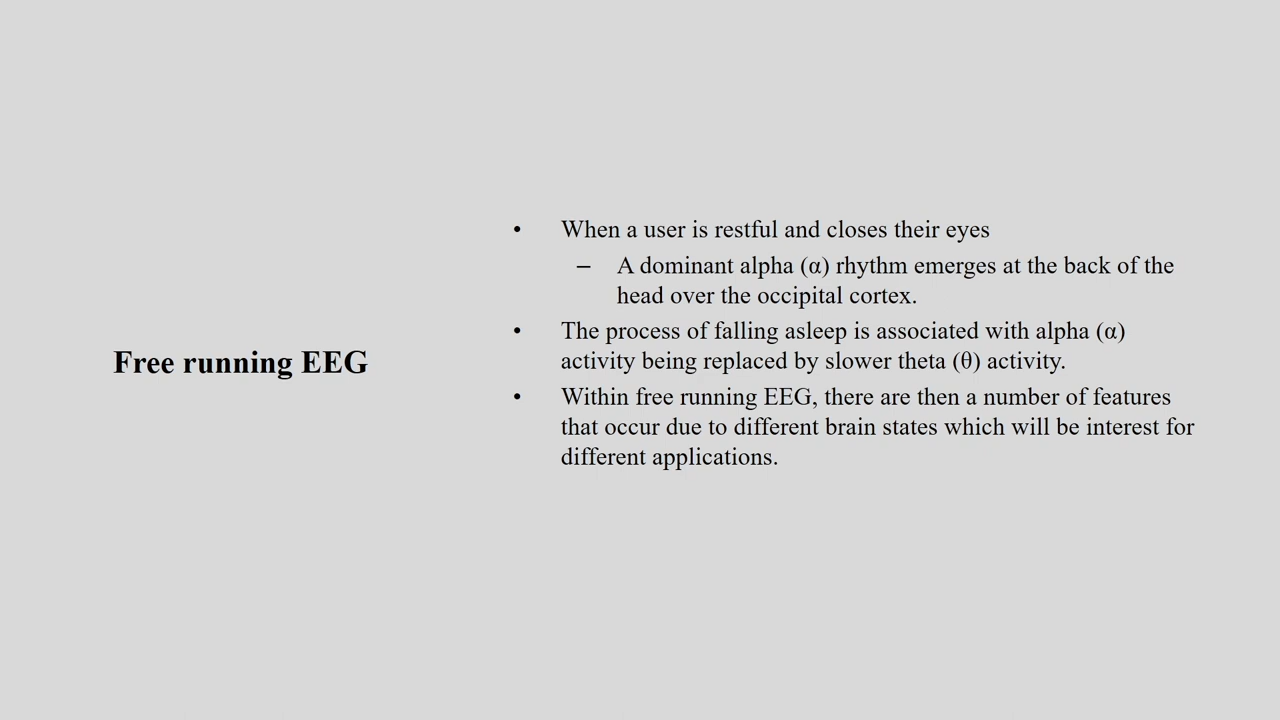 Free running EEG
• When a user is restful and closes their eyes
– A dominant alpha (α) rhythm emerges at the back of the
head over the occipital cortex.
• The process of falling asleep is associated with alpha (α)
activity being replaced by slower theta (θ) activity.
• Within free running EEG, there are then a number of features
that occur due to different brain states which will be interest for
different applications.